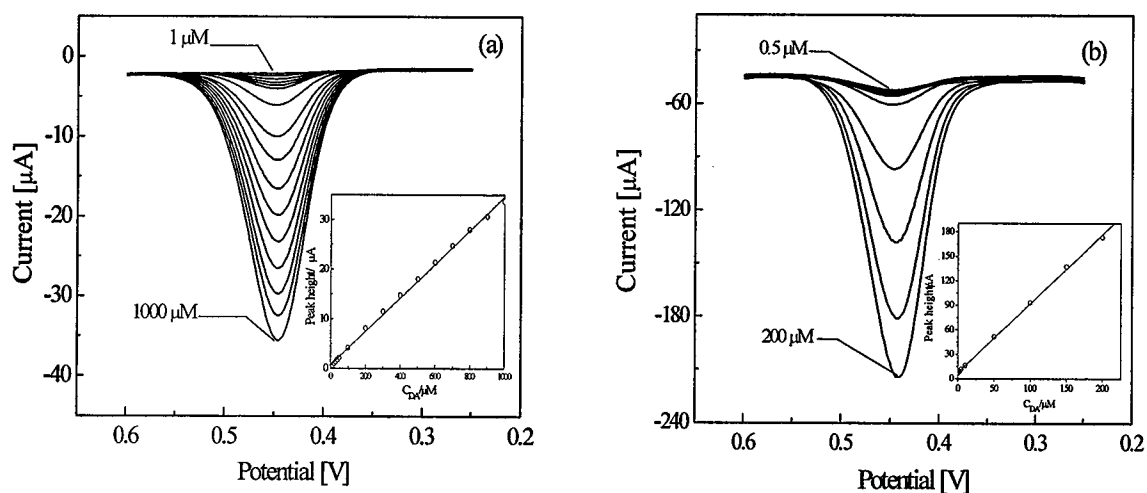 (a)
1 μM
0
-10
-20
-30
-40
Current [μA]
1000 μM
0.6
0.5
0.4
0.3
0.2
Potential [V]
30
20
10
0
Peak height/ μA
0
200
400
600
800
1000
C_DA/μM
(b)
0.5 μM
-60
-120
-180
-240
Current [μA]
200 μM
0.6
0.5
0.4
0.3
0.2
Potential [V]
180
150
120
90
60
30
0
Peak height/μA
0
50
100
150
200
C_DA/μM